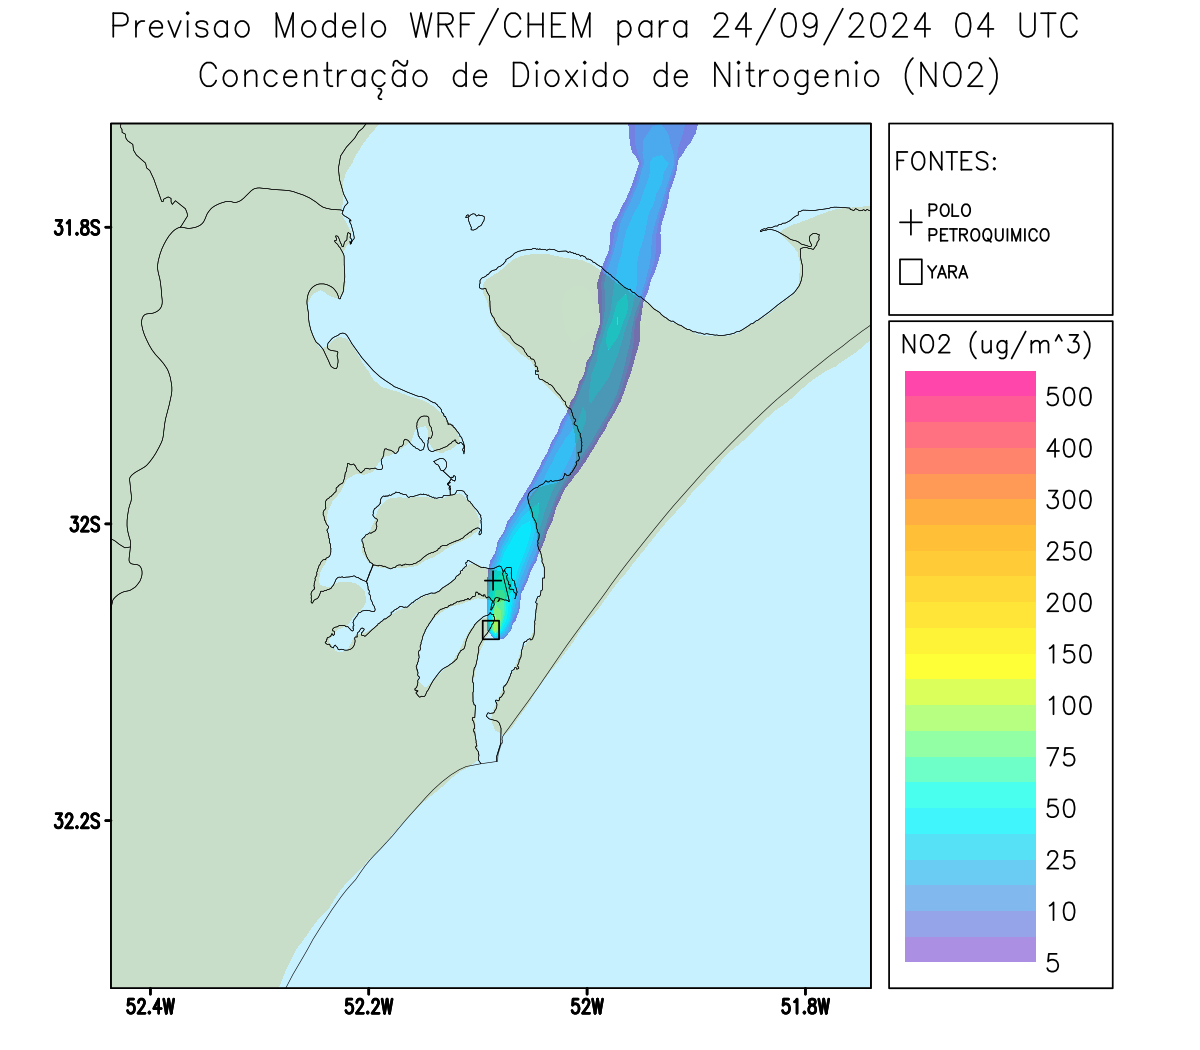 Previsao Modelo WRF/CHEM para 24/09/2024 04 UTC
Concentração de Dioxido de Nitrogenio (NO2)
FONTES:
POLO
PETROQUIMICO
YARA
NO2 (ug/m^3)
500
400
300
250
200
150
100
75
50
25
10
5
31.8S
32S
32.2S
52.4W
52.2W
52W
51.8W